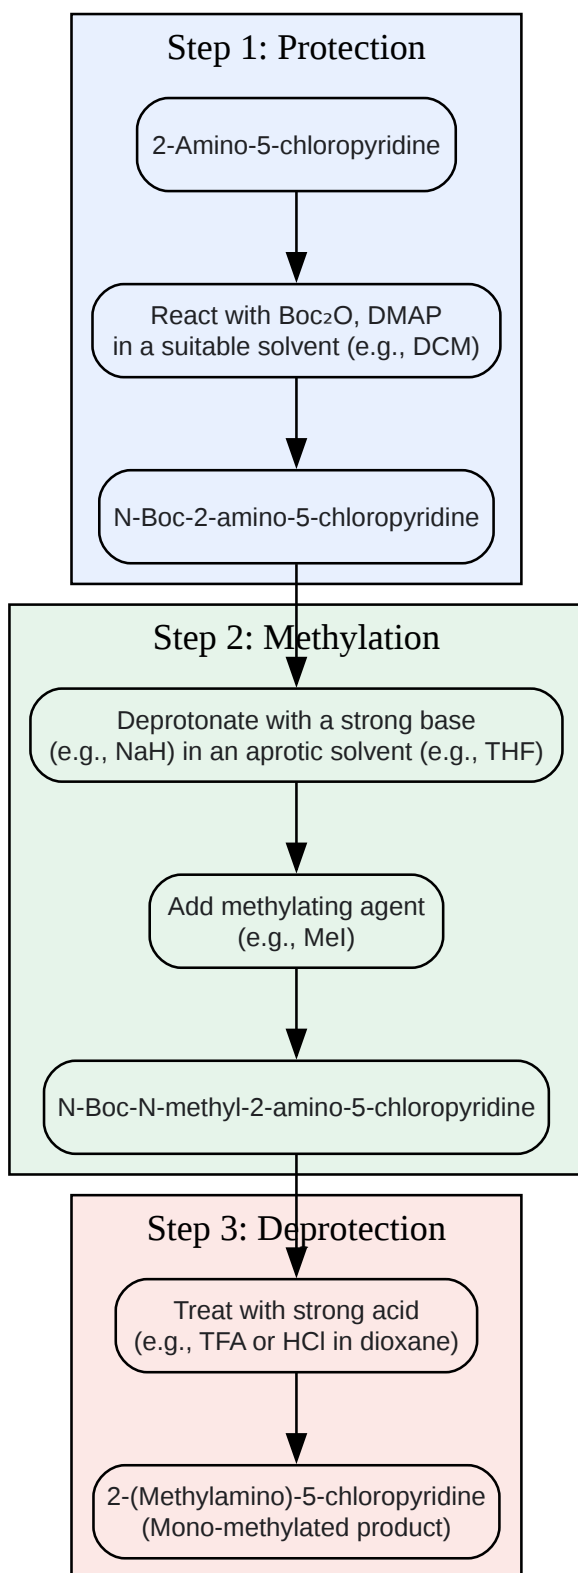 Step 1: Protection
2-Amino-5-chloropyridine
React with Boc₂O, DMAP
in a suitable solvent (e.g., DCM)
N-Boc-2-amino-5-chloropyridine
Step 2: Methylation
Deprotonate with a strong base
(e.g., NaH) in an aprotic solvent (e.g., THF)
Add methylating agent
(e.g., MeI)
N-Boc-N-methyl-2-amino-5-chloropyridine
Step 3: Deprotection
Treat with strong acid
(e.g., TFA or HCl in dioxane)
2-(Methylamino)-5-chloropyridine
(Mono-methylated product)